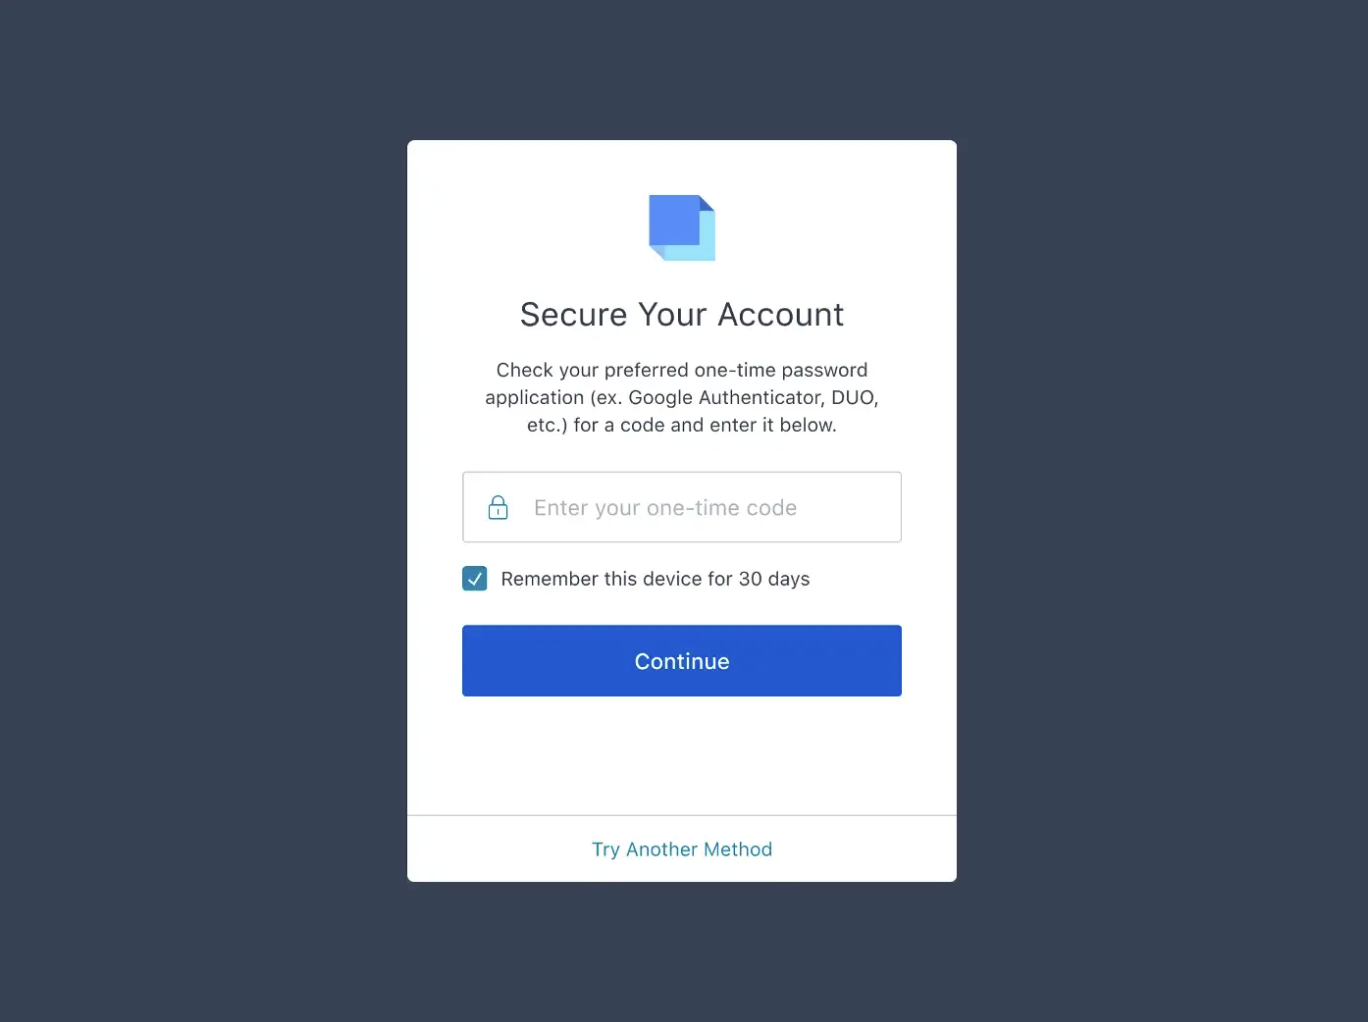 Secure Your Account
Check your preferred one-time password
application (ex. Google Authenticator, DUO,
etc.) for a code and enter it below.
Enter your one-time code
Remember this device for 30 days
Continue
Try Another Method